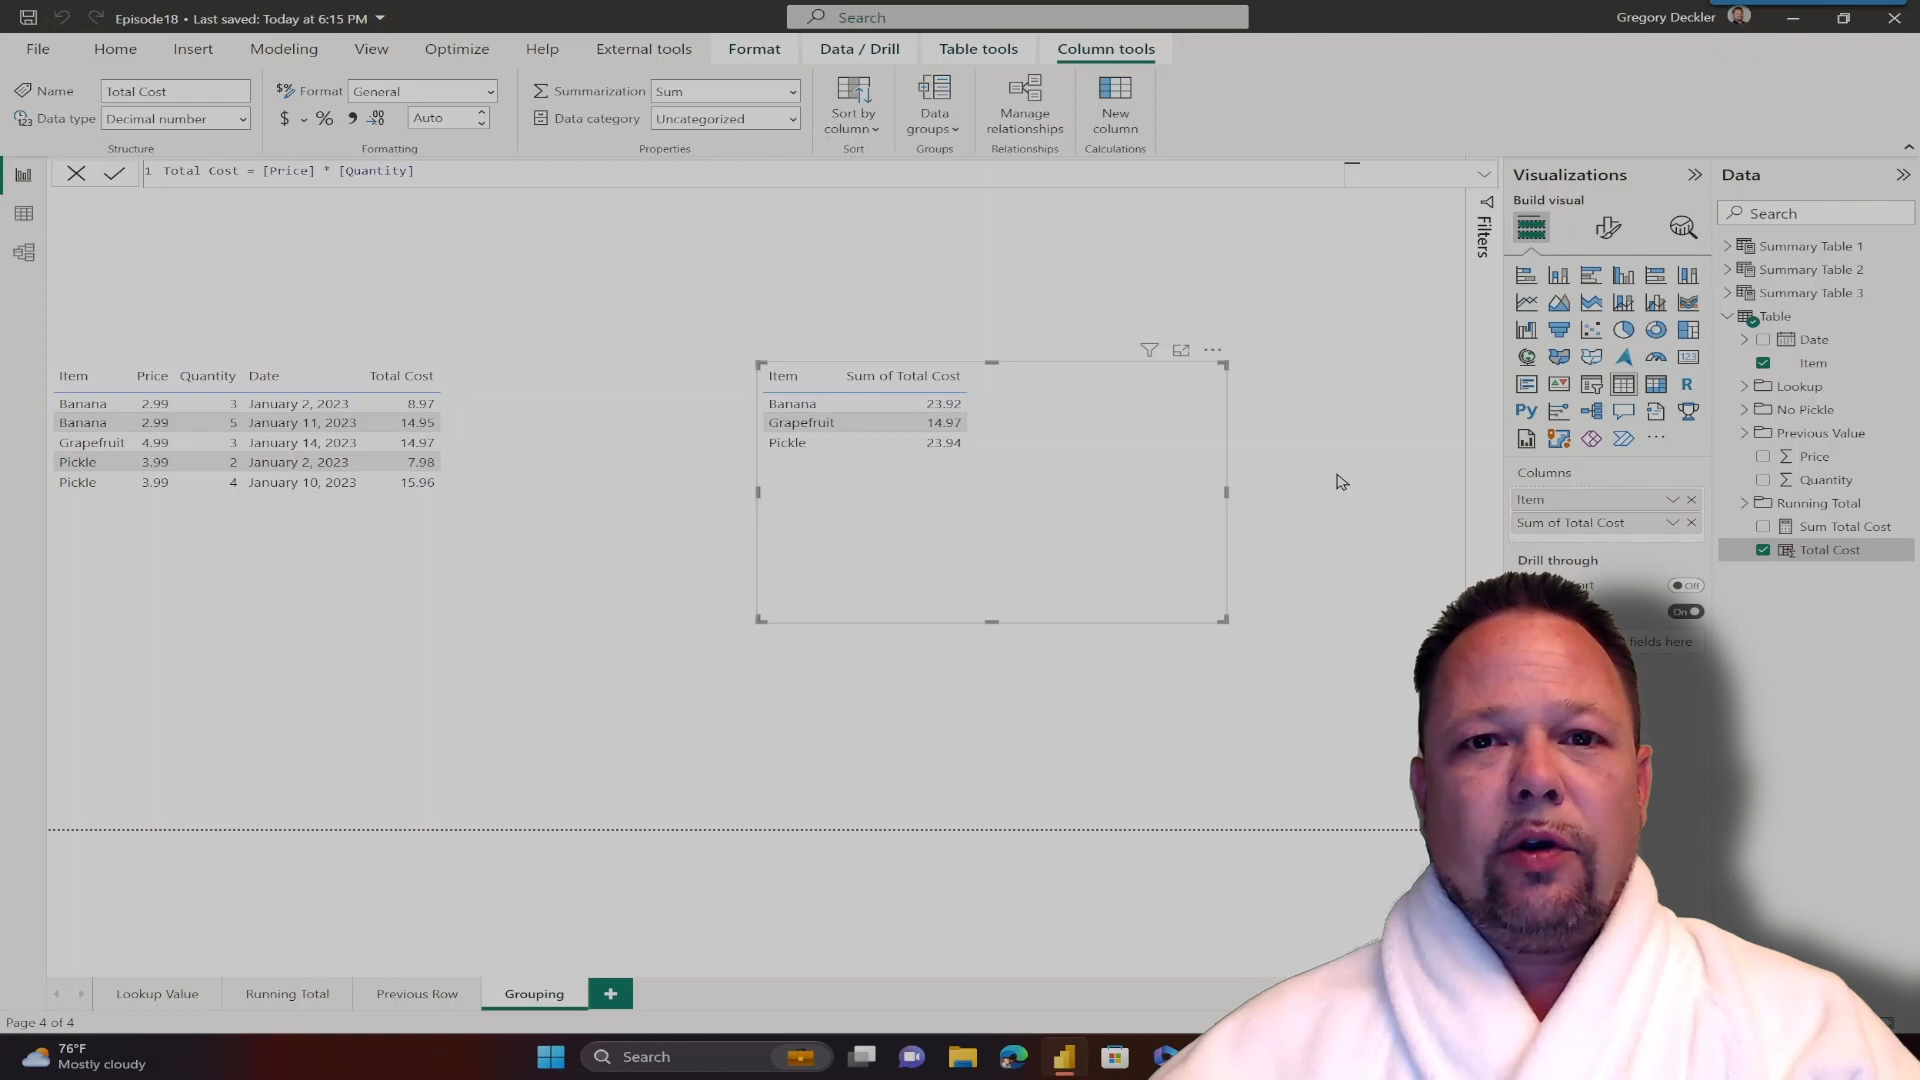 Episode18 • Last saved: Today at 6:15 PM
Search
Gregory Deckler
File Home Insert Modeling View Optimize Help External tools Format Data / Drill Table tools Column tools
Name Total Cost
Data type Decimal number
Structure
Format General
$ % Auto
Formatting
Summarization Sum
Data category Uncategorized
Properties
Sort by
column
Sort
Data
groups
Groups
Manage
relationships
Relationships
New
column
Calculations
1 Total Cost = [Price] * [Quantity]
Item Price Quantity Date Total Cost
Banana 2.99 3 January 2, 2023 8.97
Banana 2.99 5 January 11, 2023 14.95
Grapefruit 4.99 3 January 14, 2023 14.97
Pickle 3.99 2 January 2, 2023 7.98
Pickle 3.99 4 January 10, 2023 15.96
Item Sum of Total Cost
Banana 23.92
Grapefruit 14.97
Pickle 23.94
Filters
Visualizations
Build visual
123
R
Py
Columns
Item
Sum of Total Cost
Drill through
Off
On
fields here
Data
Search
Summary Table 1
Summary Table 2
Summary Table 3
Table
Date
Item
Lookup
No Pickle
Previous Value
Price
Quantity
Running Total
Sum Total Cost
Total Cost
Lookup Value Running Total Previous Row Grouping
Page 4 of 4
76°F
Mostly cloudy
Search